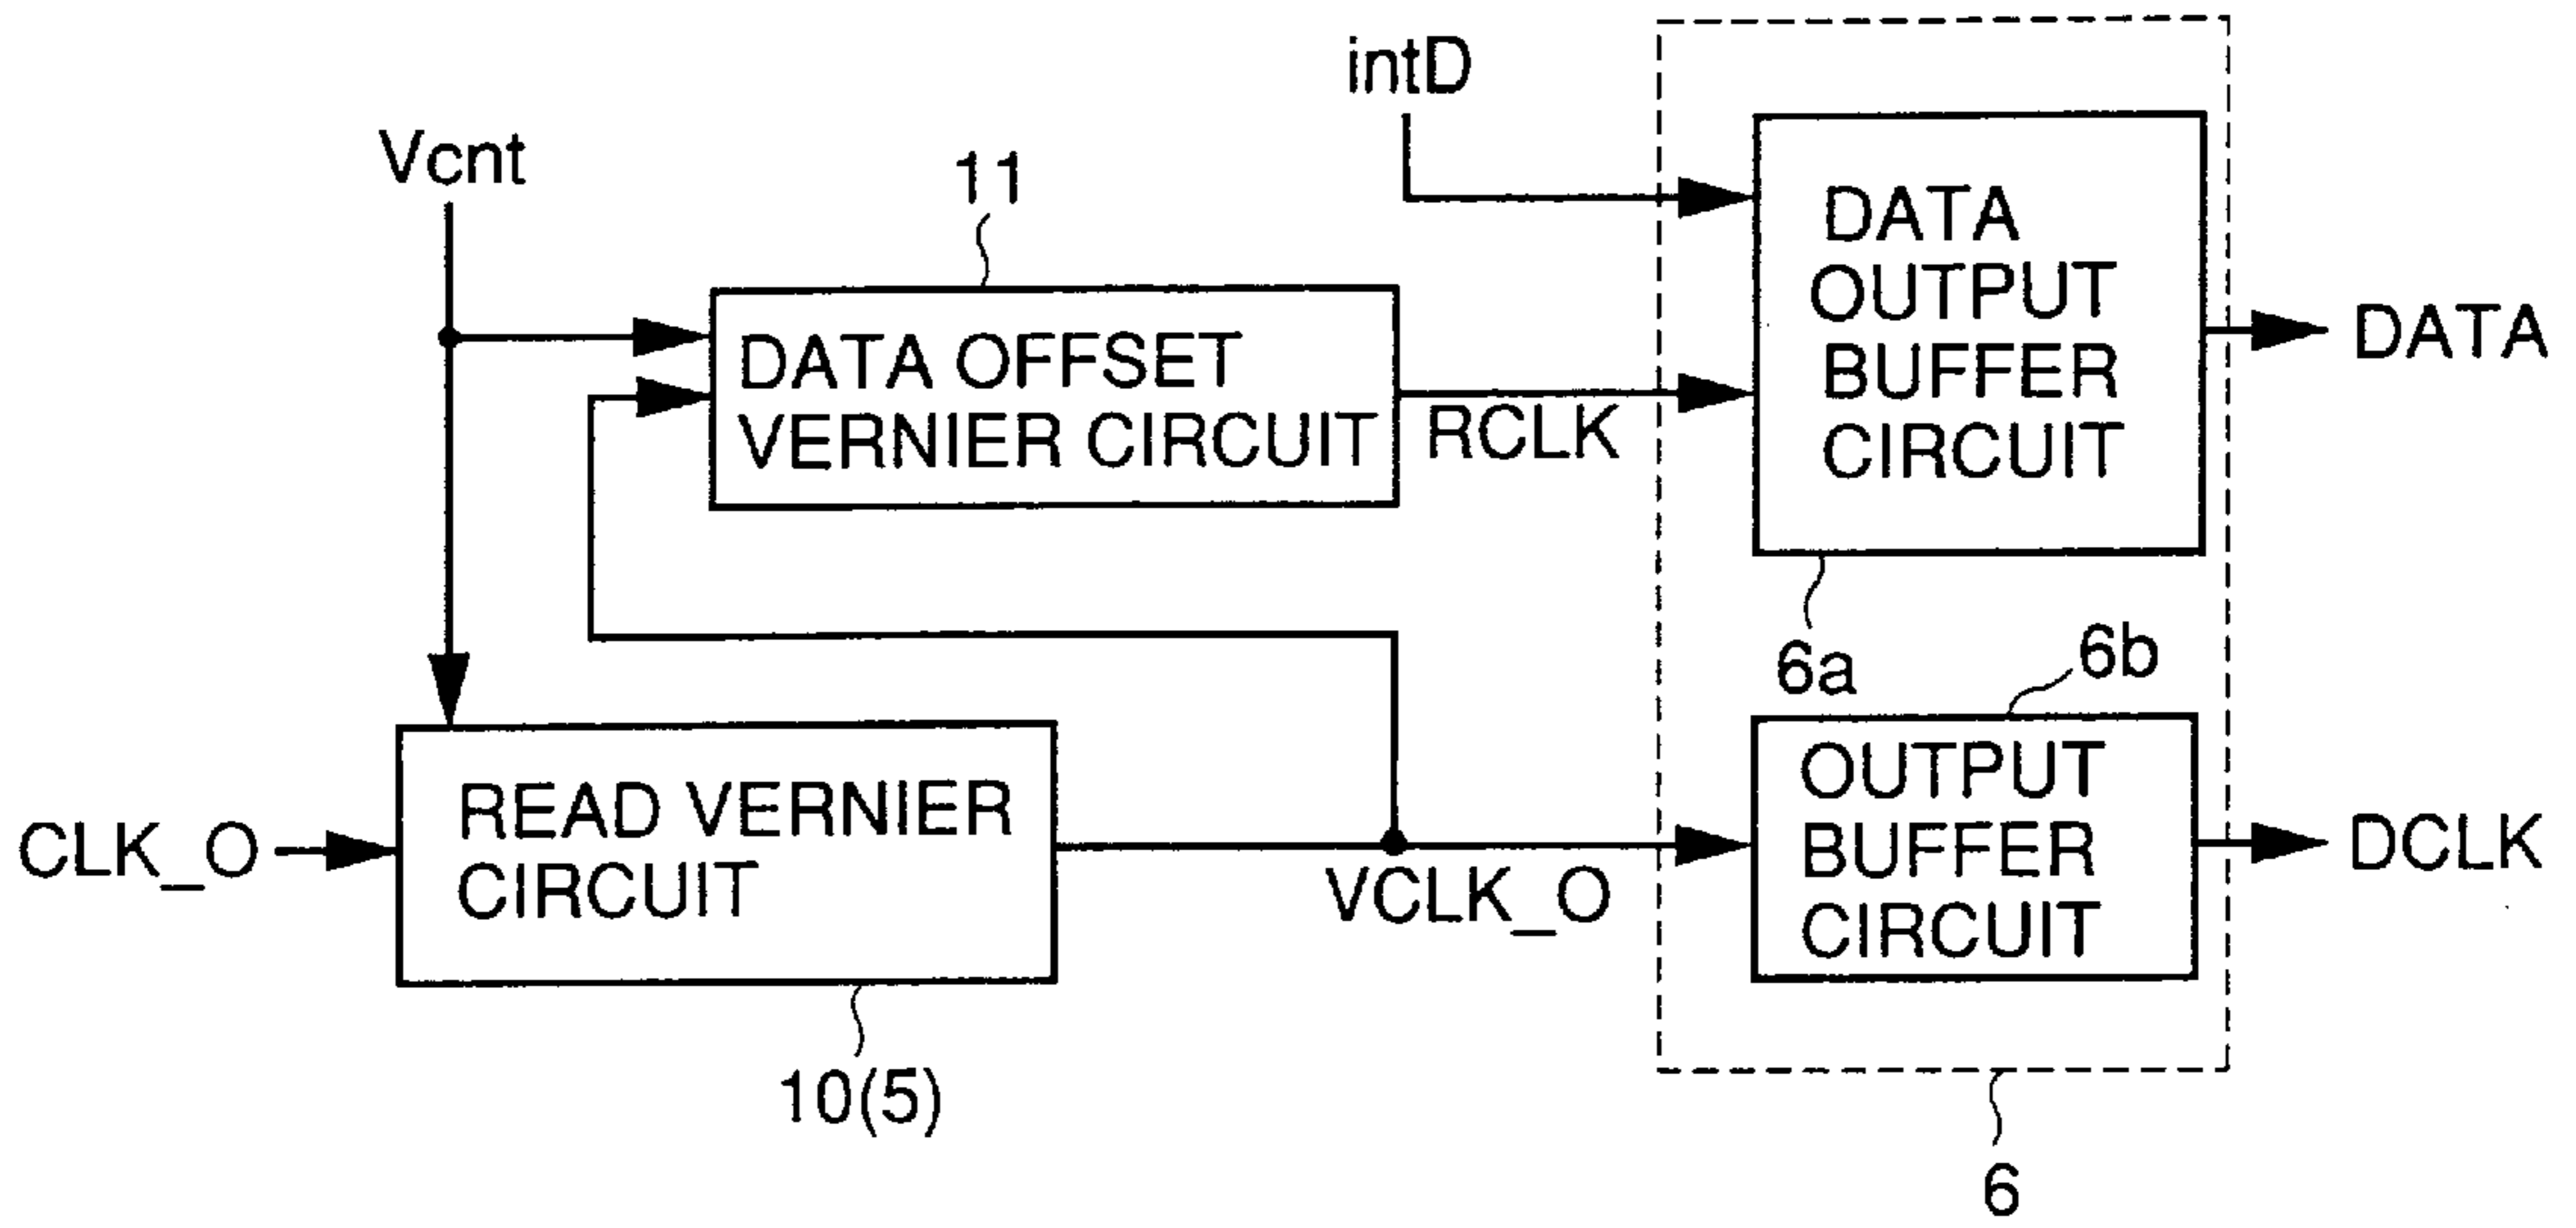 intD
Vcnt
11
DATA
OUTPUT
BUFFER
CIRCUIT
DATA
DATA OFFSET
VERNIER CIRCUIT
RCLK
6a
6b
READ VERNIER
CIRCUIT
CLK_O
VCLK_O
OUTPUT
BUFFER
CIRCUIT
DCLK
10(5)
6